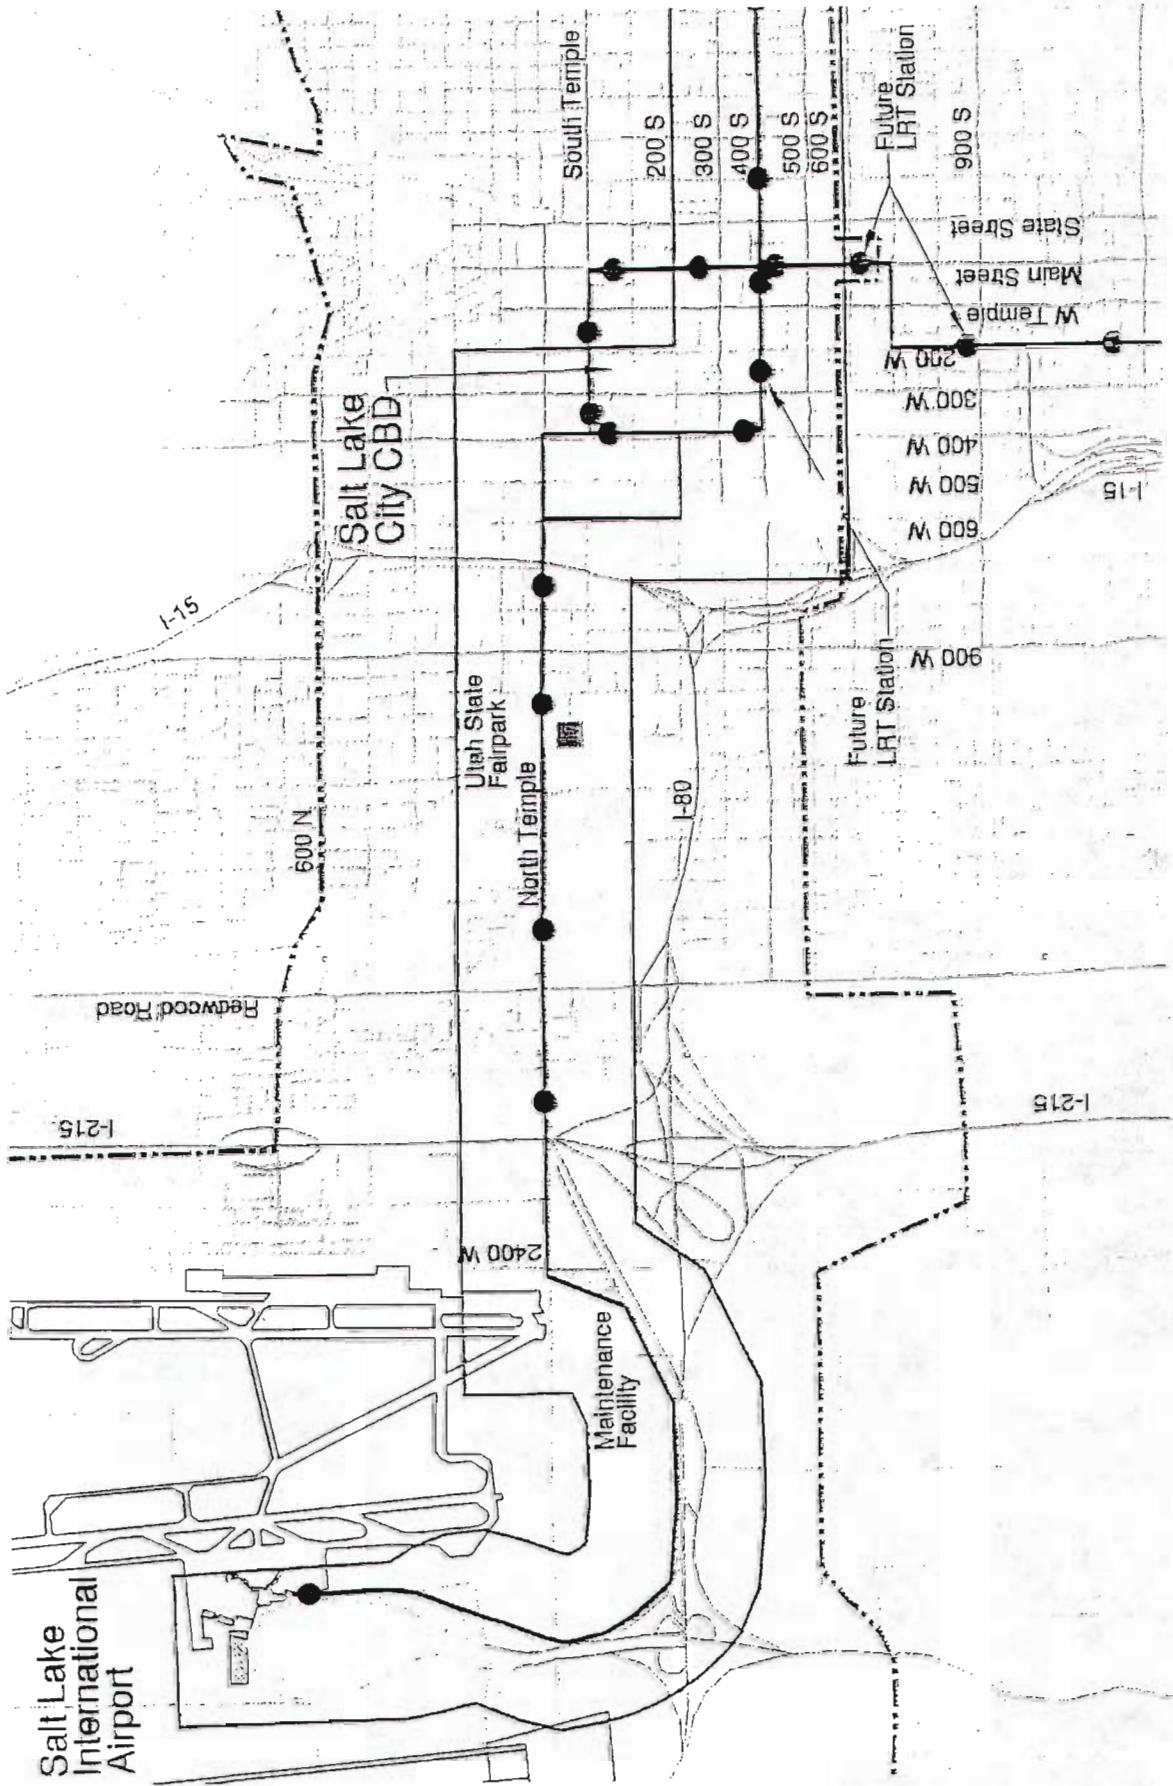 Salt Lake
International
Airport
I-215
Redwood Road
600 N
I-15
Salt Lake
City CBD
2400 W
Maintenance
Facility
North Temple
Utah State
Fairpark
I-80
South Temple
200 S
300 S
400 S
500 S
600 S
Future
LRT Station
900 S
State Street
Main Street
W Temple
200 W
300 W
400 W
500 W
600 W
I-15
900 W
Future
LRT Station
I-215